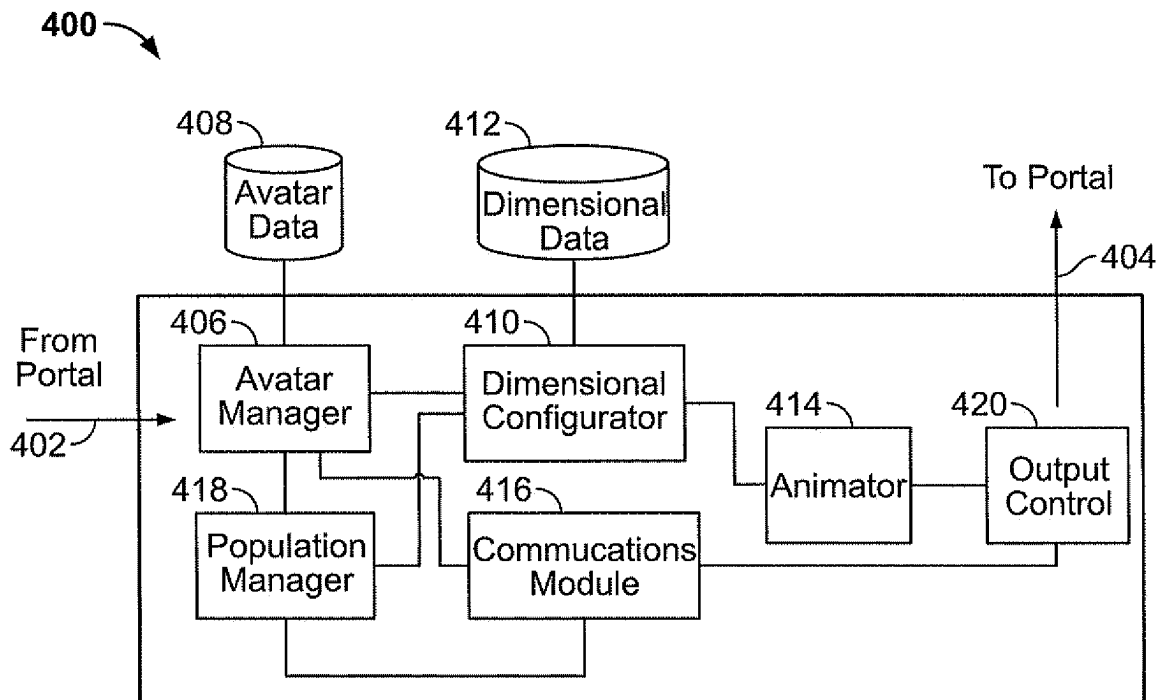 400
408
412
Avatar
Data
Dimensional
Data
To Portal
404
From
Portal
402
406
Avatar
Manager
410
Dimensional
Configurator
414
Animator
420
Output
Control
418
Population
Manager
416
Commucations
Module